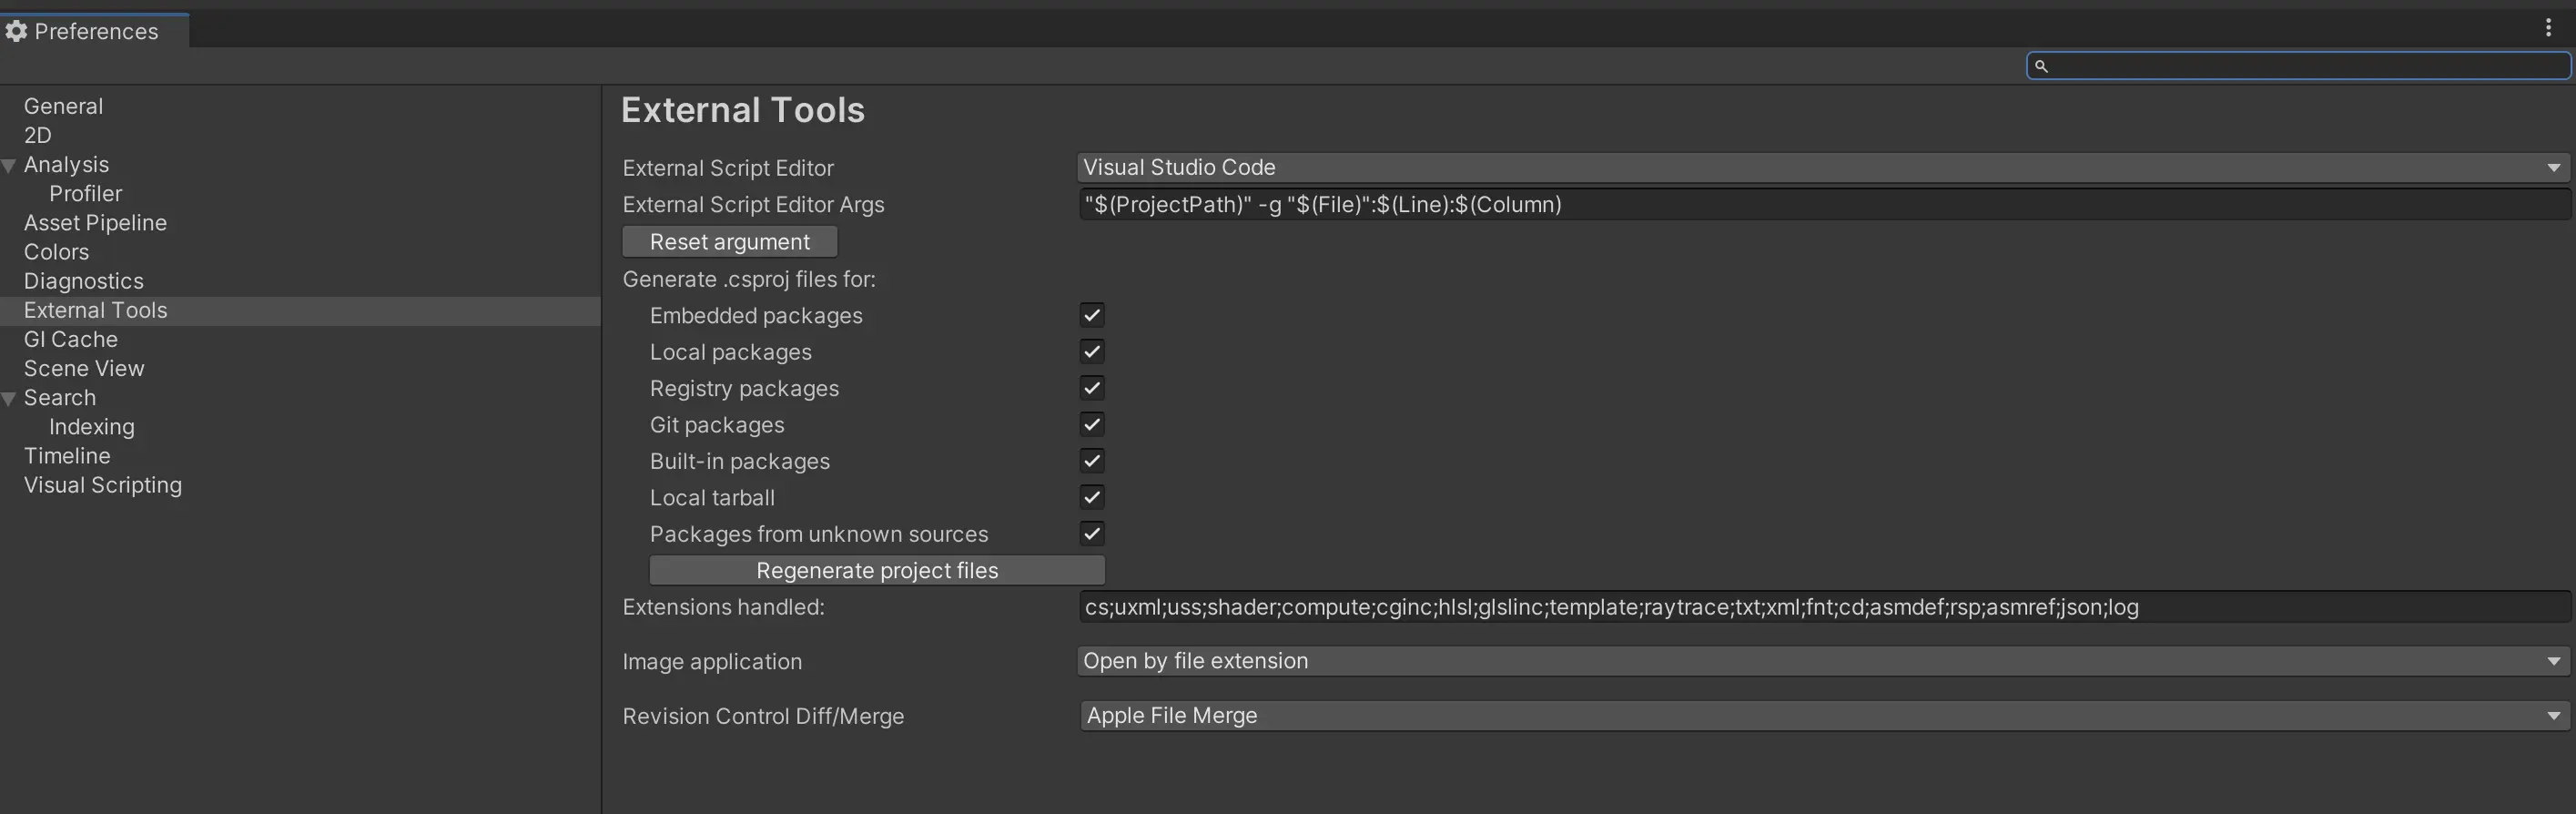 Preferences
General
2D
Analysis
Profiler
Asset Pipeline
Colors
Diagnostics
External Tools
GI Cache
Scene View
Search
Indexing
Timeline
Visual Scripting
External Tools
External Script Editor
Visual Studio Code
External Script Editor Args
"$(ProjectPath)" -g "$(File)":$(Line):$(Column)
Reset argument
Generate .csproj files for:
Embedded packages
Local packages
Registry packages
Git packages
Built-in packages
Local tarball
Packages from unknown sources
Regenerate project files
Extensions handled:
cs;uxml;uss;shader;compute;cginc;hlsl;glslinc;template;raytrace;txt;xml;fnt;cd;asmdef;rsp;asmref;json;log
Image application
Open by file extension
Revision Control Diff/Merge
Apple File Merge